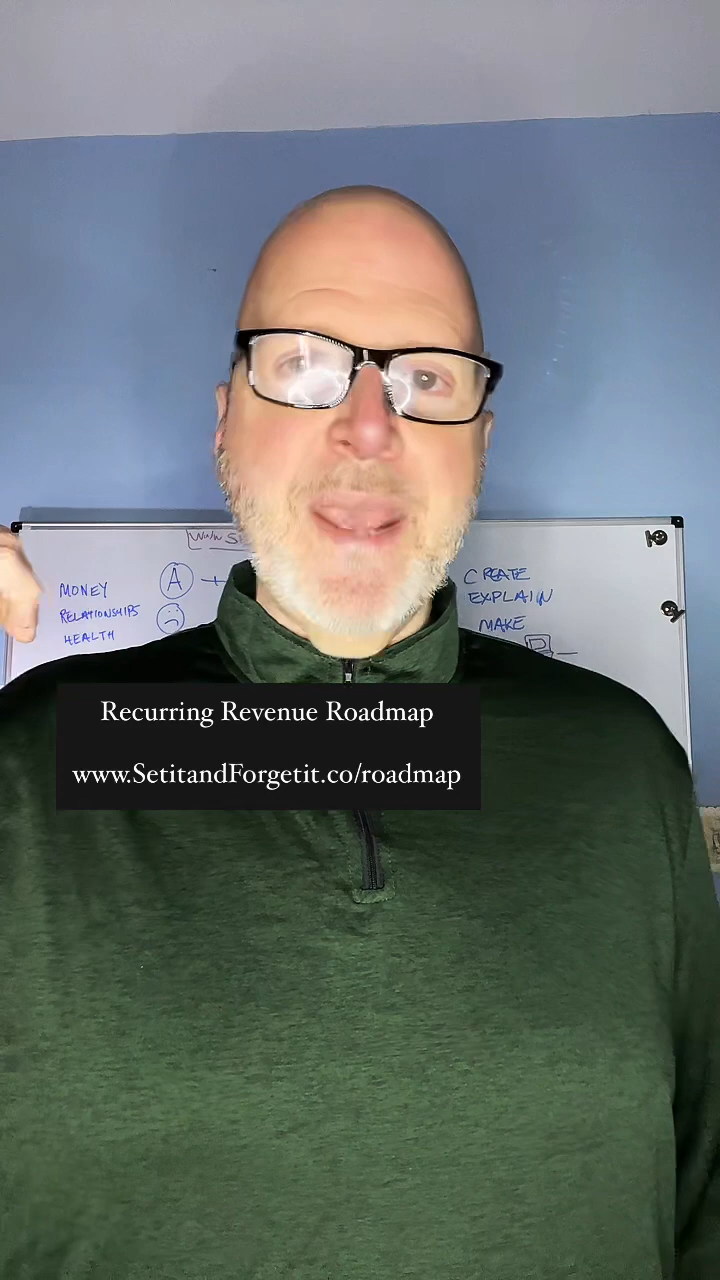 MONEY
RELATIONSHIPS
HEALTH
A
CREATE
EXPLAIN
MAKE
Recurring Revenue Roadmap
www.SetitandForgetit.co/roadmap